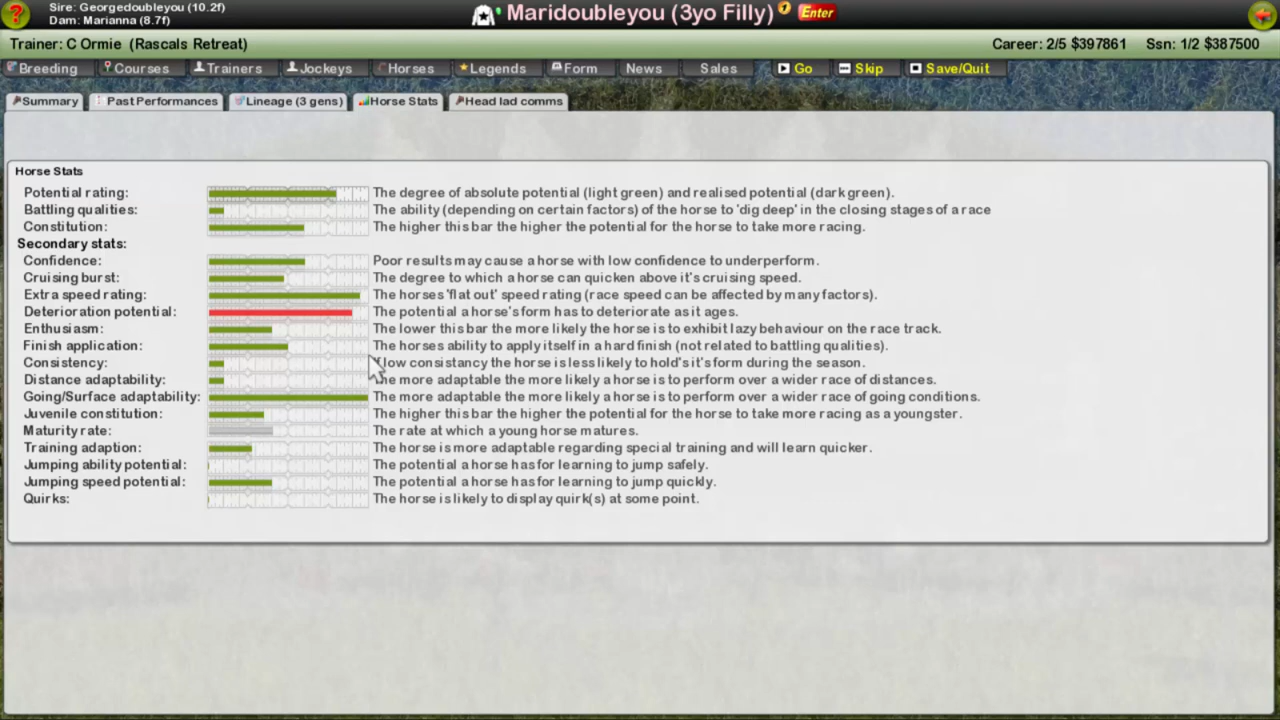 Sire: Georgedoubleyou (10.2f)
Dam: Marianna (8.7f)
Maridoubleyou (3yo Filly) Enter
Trainer: C Ormie (Rascals Retreat) Career: 2/5 $397861 Ssn: 1/2 $387500
Breeding Courses Trainers Jockeys Horses Legends Form News Sales Go Skip Save/Quit
Summary Past Performances Lineage (3 gens) Horse Stats Head lad comms
Horse Stats
Potential rating: The degree of absolute potential (light green) and realised potential (dark green).
Battling qualities: The ability (depending on certain factors) of the horse to 'dig deep' in the closing stages of a race
Constitution: The higher this bar the higher the potential for the horse to take more racing.
Secondary stats:
Confidence: Poor results may cause a horse with low confidence to underperform.
Cruising burst: The degree to which a horse can quicken above it's cruising speed.
Extra speed rating: The horses 'flat out' speed rating (race speed can be affected by many factors).
Deterioration potential: The potential a horse's form has to deteriorate as it ages.
Enthusiasm: The lower this bar the more likely the horse is to exhibit lazy behaviour on the race track.
Finish application: The horses ability to apply itself in a hard finish (not related to battling qualities).
Consistency: low consistancy the horse is less likely to hold's it's form during the season.
Distance adaptability: The more adaptable the more likely a horse is to perform over a wider race of distances.
Going/Surface adaptability: The more adaptable the more likely a horse is to perform over a wider race of going conditions.
Juvenile constitution: The higher this bar the higher the potential for the horse to take more racing as a youngster.
Maturity rate: The rate at which a young horse matures.
Training adaption: The horse is more adaptable regarding special training and will learn quicker.
Jumping ability potential: The potential a horse has for learning to jump safely.
Jumping speed potential: The potential a horse has for learning to jump quickly.
Quirks: The horse is likely to display quirk(s) at some point.